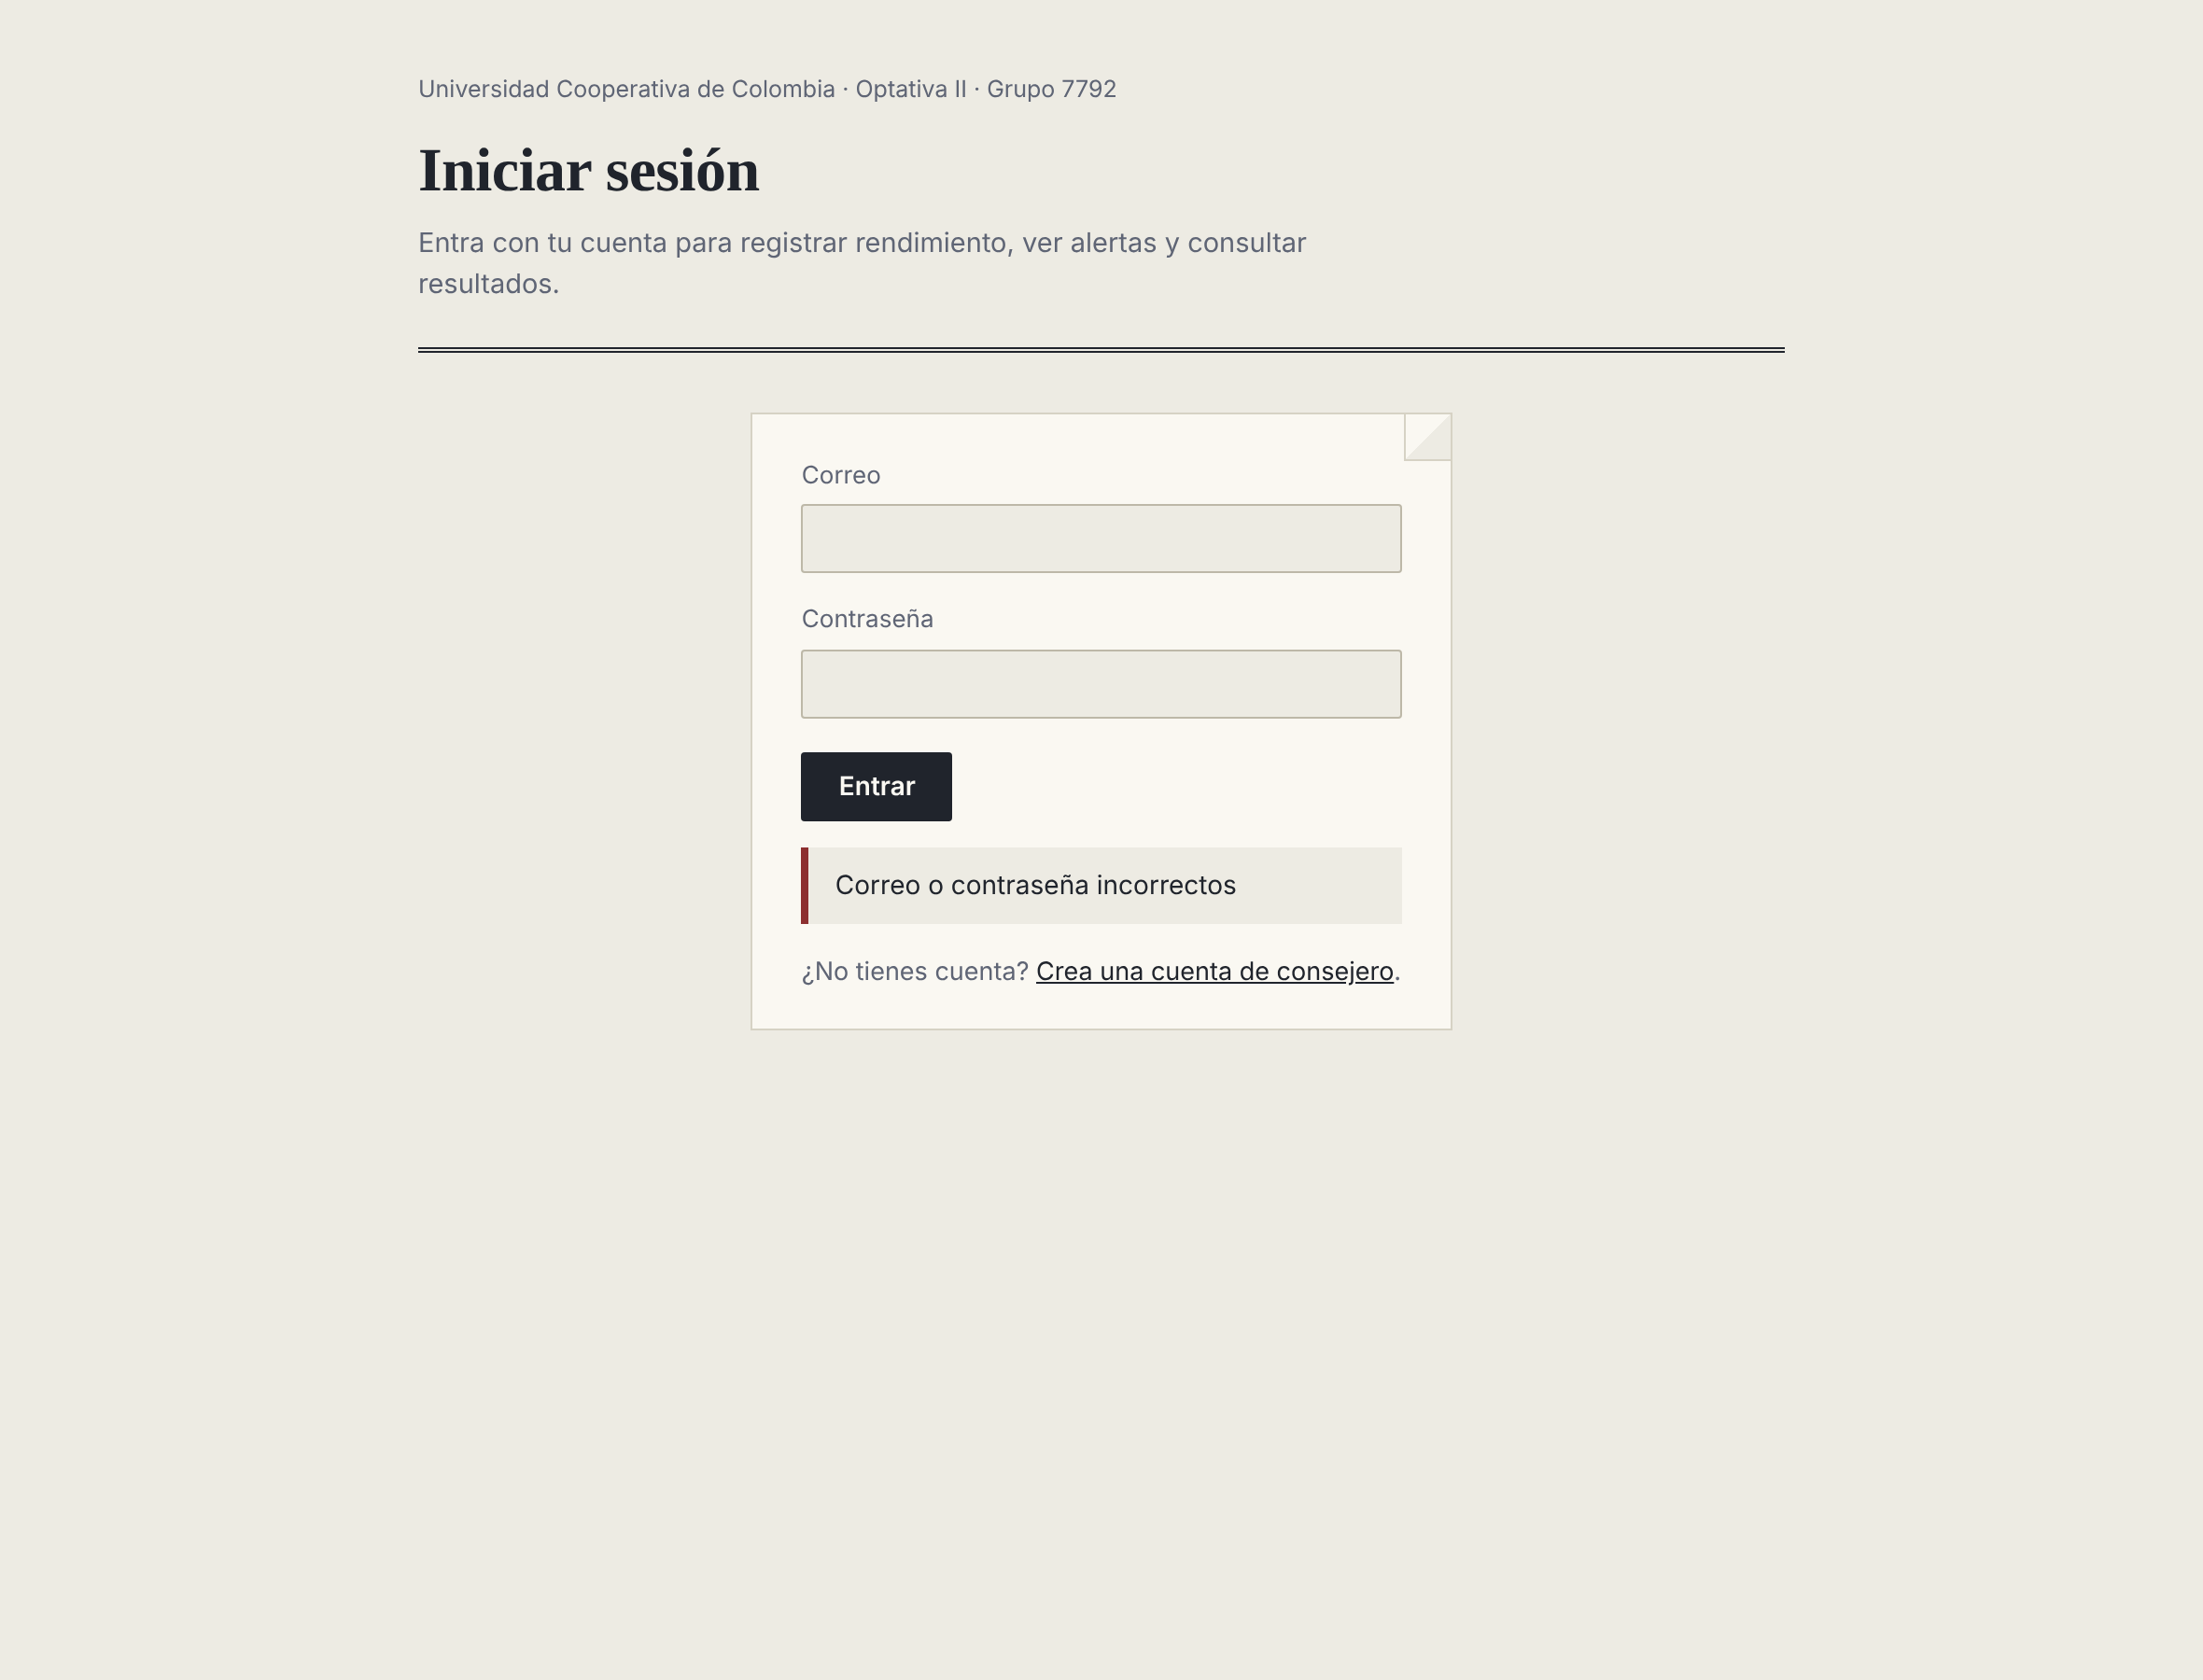 Universidad Cooperativa de Colombia · Optativa II · Grupo 7792
Iniciar sesión
Entra con tu cuenta para registrar rendimiento, ver alertas y consultar
resultados.
Correo
Contraseña
Entrar
Correo o contraseña incorrectos
¿No tienes cuenta? Crea una cuenta de consejero.